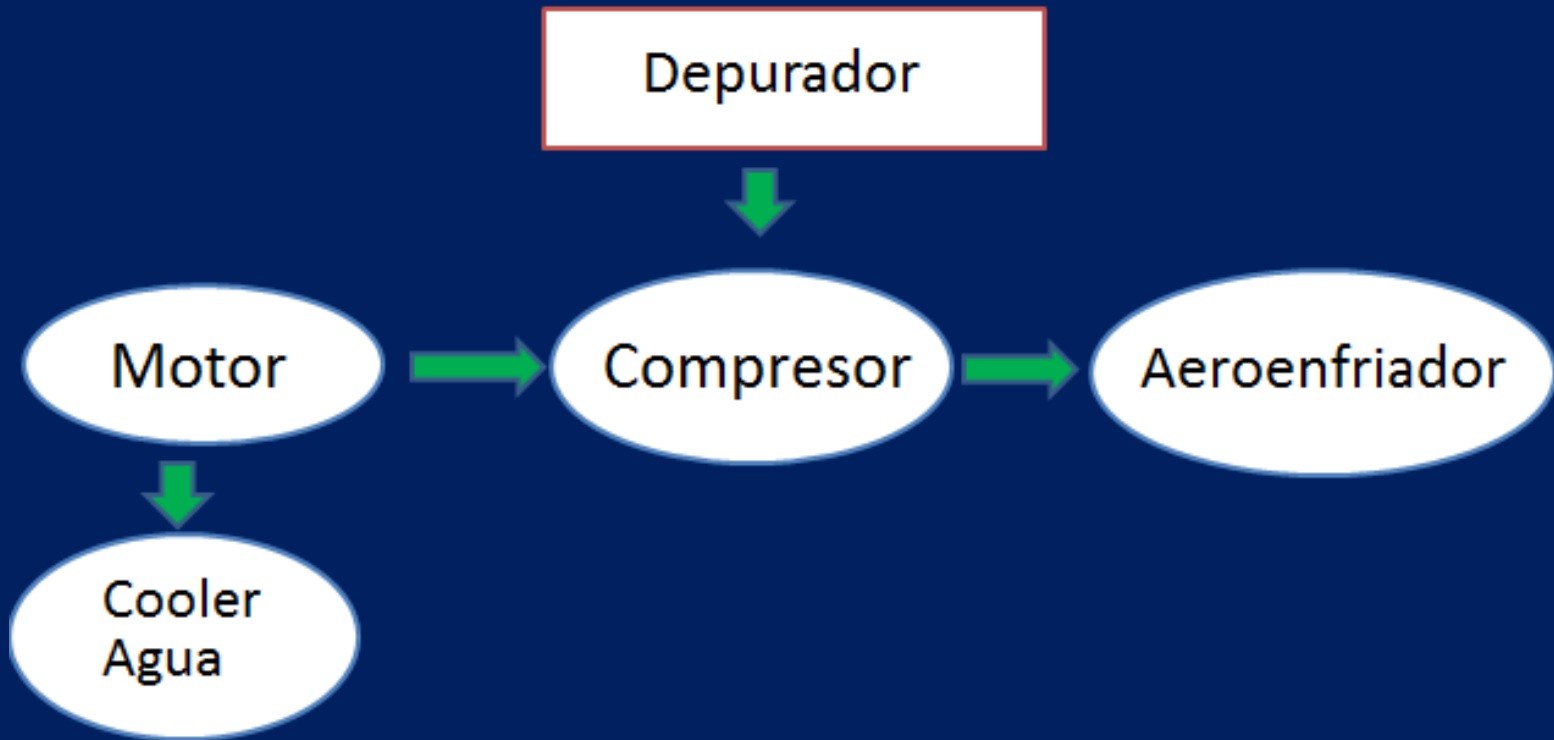 Depurador
Motor
Compresor
Aeroenfriador
Cooler
Agua